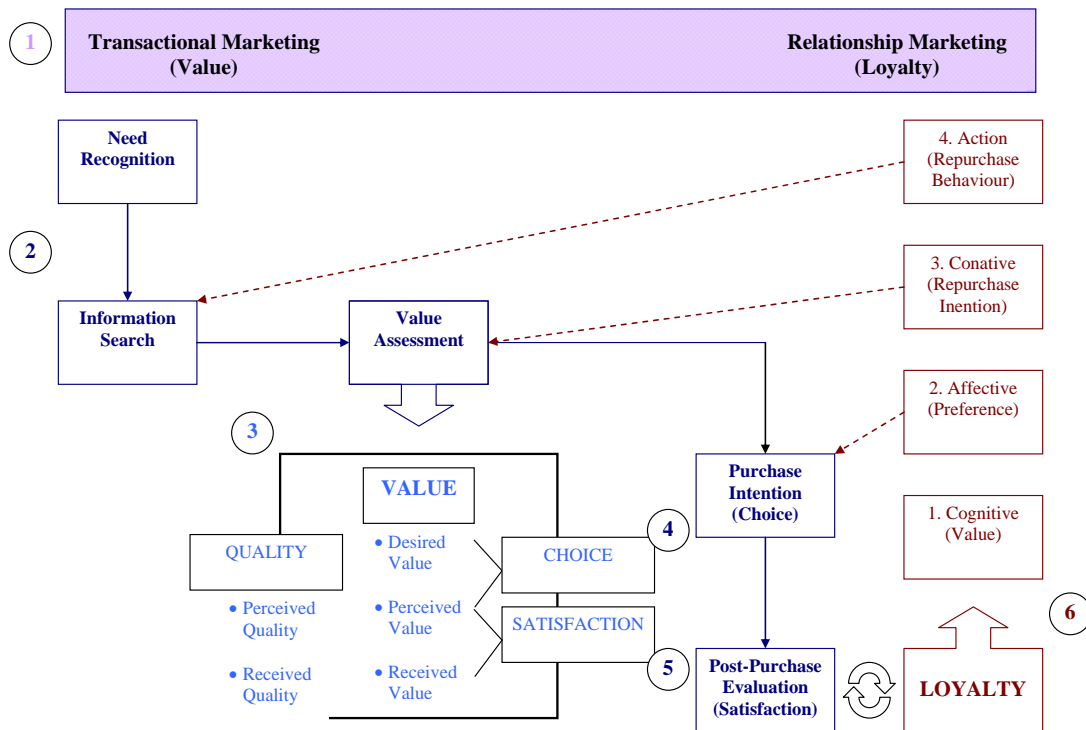 1
Transactional Marketing
(Value)
Relationship Marketing
(Loyalty)
Need
Recognition
4. Action
(Repurchase
Behaviour)
2
3. Conative
(Repurchase
Inention)
Information
Search
Value
Assessment
2. Affective
(Preference)
3
Purchase
Intention
(Choice)
1. Cognitive
(Value)
VALUE
4
QUALITY
• Desired
Value
CHOICE
• Perceived
Quality
• Perceived
Value
SATISFACTION
6
• Received
Quality
• Received
Value
5
Post-Purchase
Evaluation
(Satisfaction)
LOYALTY